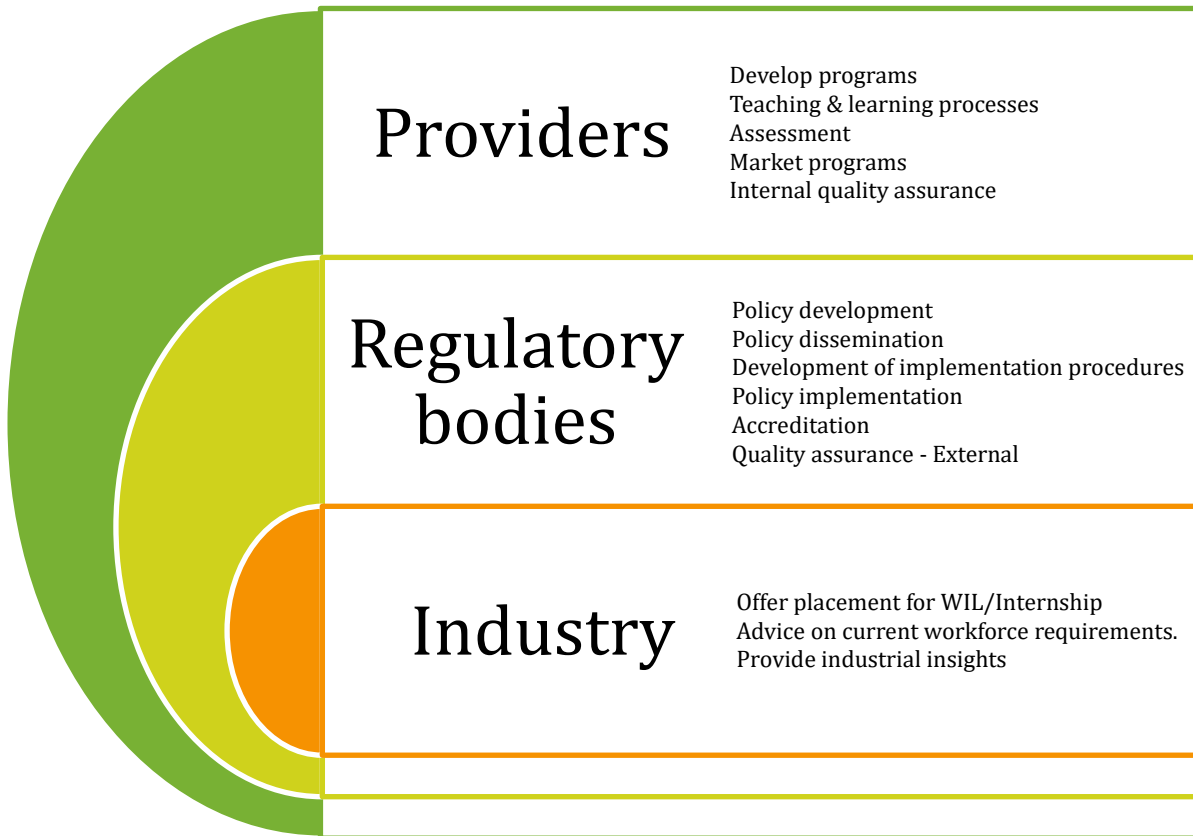 Providers
Develop programs
Teaching & learning processes
Assessment
Market programs
Internal quality assurance
Regulatory
bodies
Policy development
Policy dissemination
Development of implementation procedures
Policy implementation
Accreditation
Quality assurance - External
Industry
Offer placement for WIL/Internship
Advice on current workforce requirements.
Provide industrial insights